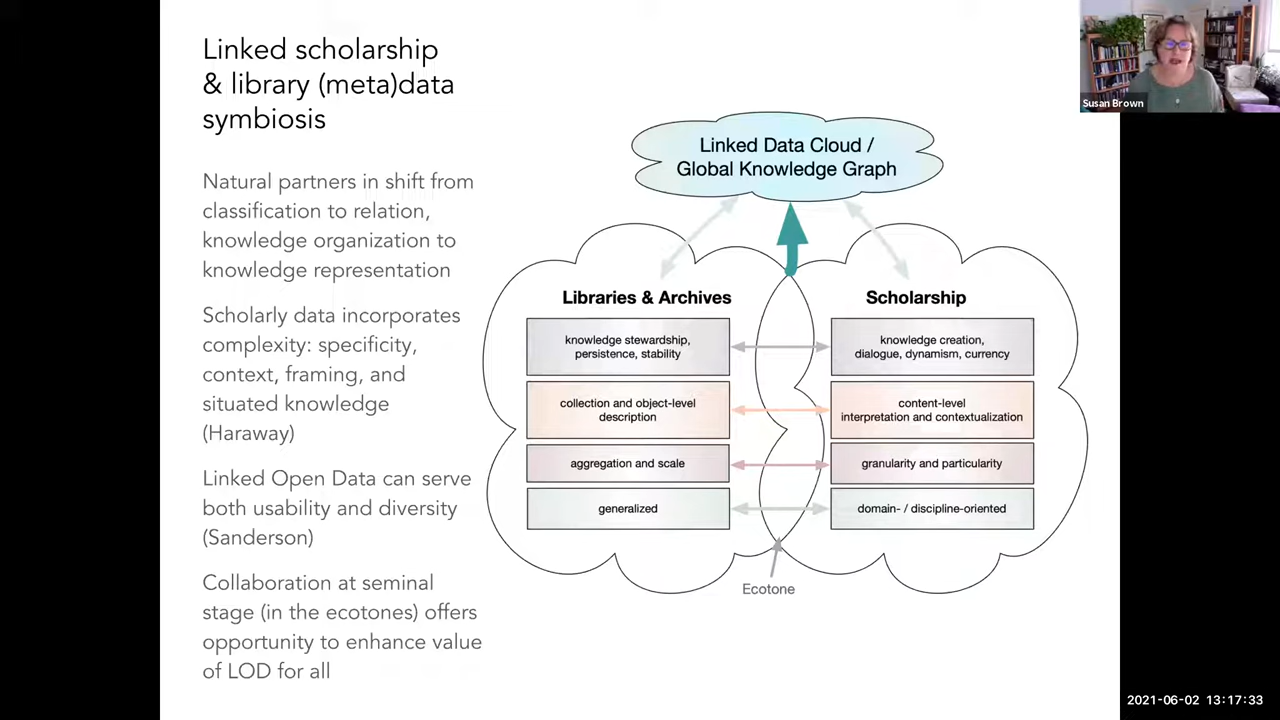 Linked scholarship
& library (meta)data
symbiosis
Natural partners in shift from
classification to relation,
knowledge organization to
knowledge representation
Scholarly data incorporates
complexity: specificity,
context, framing, and
situated knowledge
(Haraway)
Linked Open Data can serve
both usability and diversity
(Sanderson)
Collaboration at seminal
stage (in the ecotones) offers
opportunity to enhance value
of LOD for all
Linked Data Cloud /
Global Knowledge Graph
Libraries & Archives
knowledge stewardship,
persistence, stability
collection and object-level
description
aggregation and scale
generalized
Scholarship
knowledge creation,
dialogue, dynamism, currency
content-level
interpretation and contextualization
granularity and particularity
domain- / discipline-oriented
Ecotone
Susan Brown
2021-06-02 13:17:33